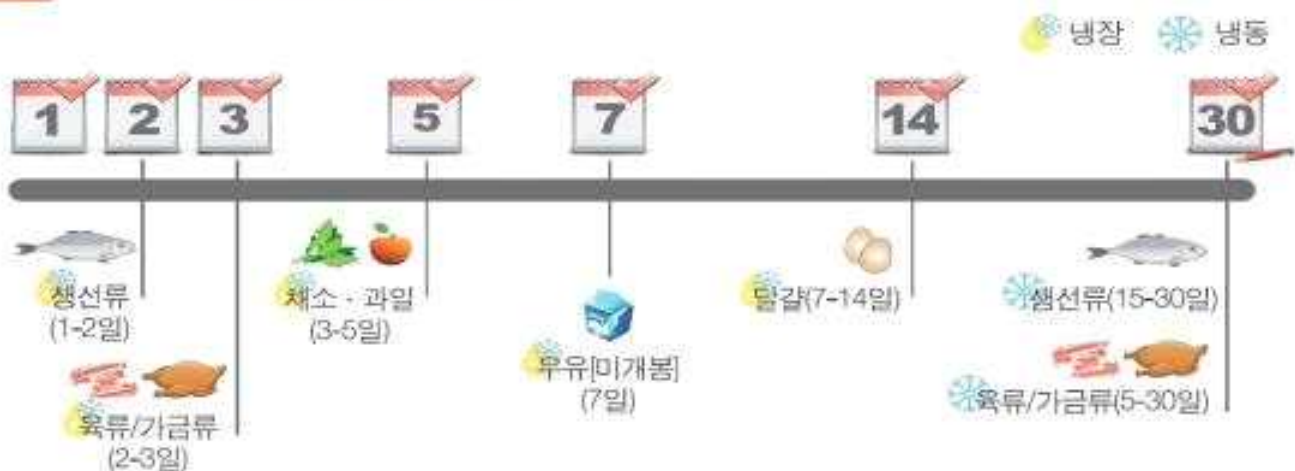 냉장 냉동
1 2 3 5 7 14 30
생선류
(1-2일)
육류/가금류
(2-3일)
채소 · 과일
(3-5일)
우유[미개봉]
(7일)
달걀(7-14일)
생선류(15-30일)
육류/가금류(5-30일)